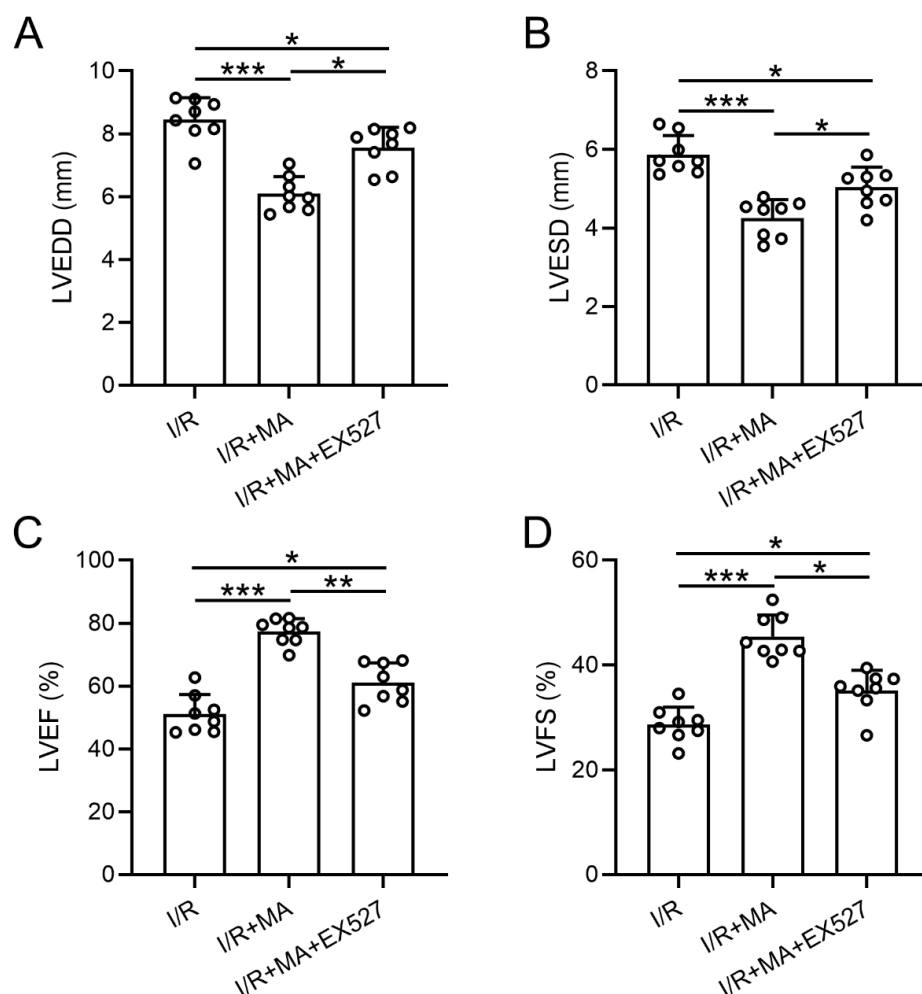 A
*
***
*
10
8
6
4
2
0
LVEDD (mm)
I/R
I/R+MA
I/R+MA+EX527
B
*
***
*
8
6
4
2
0
LVESD (mm)
I/R
I/R+MA
I/R+MA+EX527
C
*
***
**
100
80
60
40
20
0
LVEF (%)
I/R
I/R+MA
I/R+MA+EX527
D
*
***
*
60
40
20
0
LVFS (%)
I/R
I/R+MA
I/R+MA+EX527